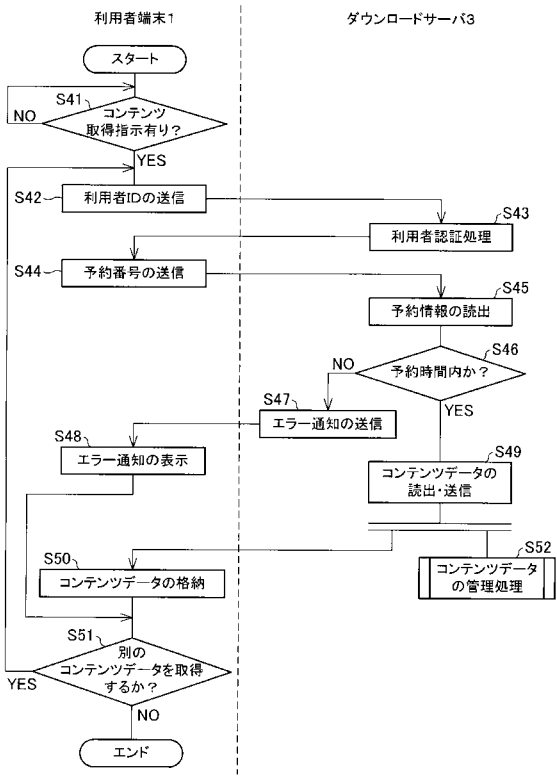 利用者端末1
ダウンロードサーバ3
スタート
S41
コンテンツ
取得指示有り?
NO
YES
S42
利用者IDの送信
S43
利用者認証処理
S44
予約番号の送信
S45
予約情報の読出
S46
予約時間内か?
NO
YES
S47
エラー通知の送信
S48
エラー通知の表示
S49
コンテンツデータの
読出・送信
S50
コンテンツデータの格納
S52
コンテンツデータ
の管理処理
S51
別の
コンテンツデータを取得
するか?
YES
NO
エンド